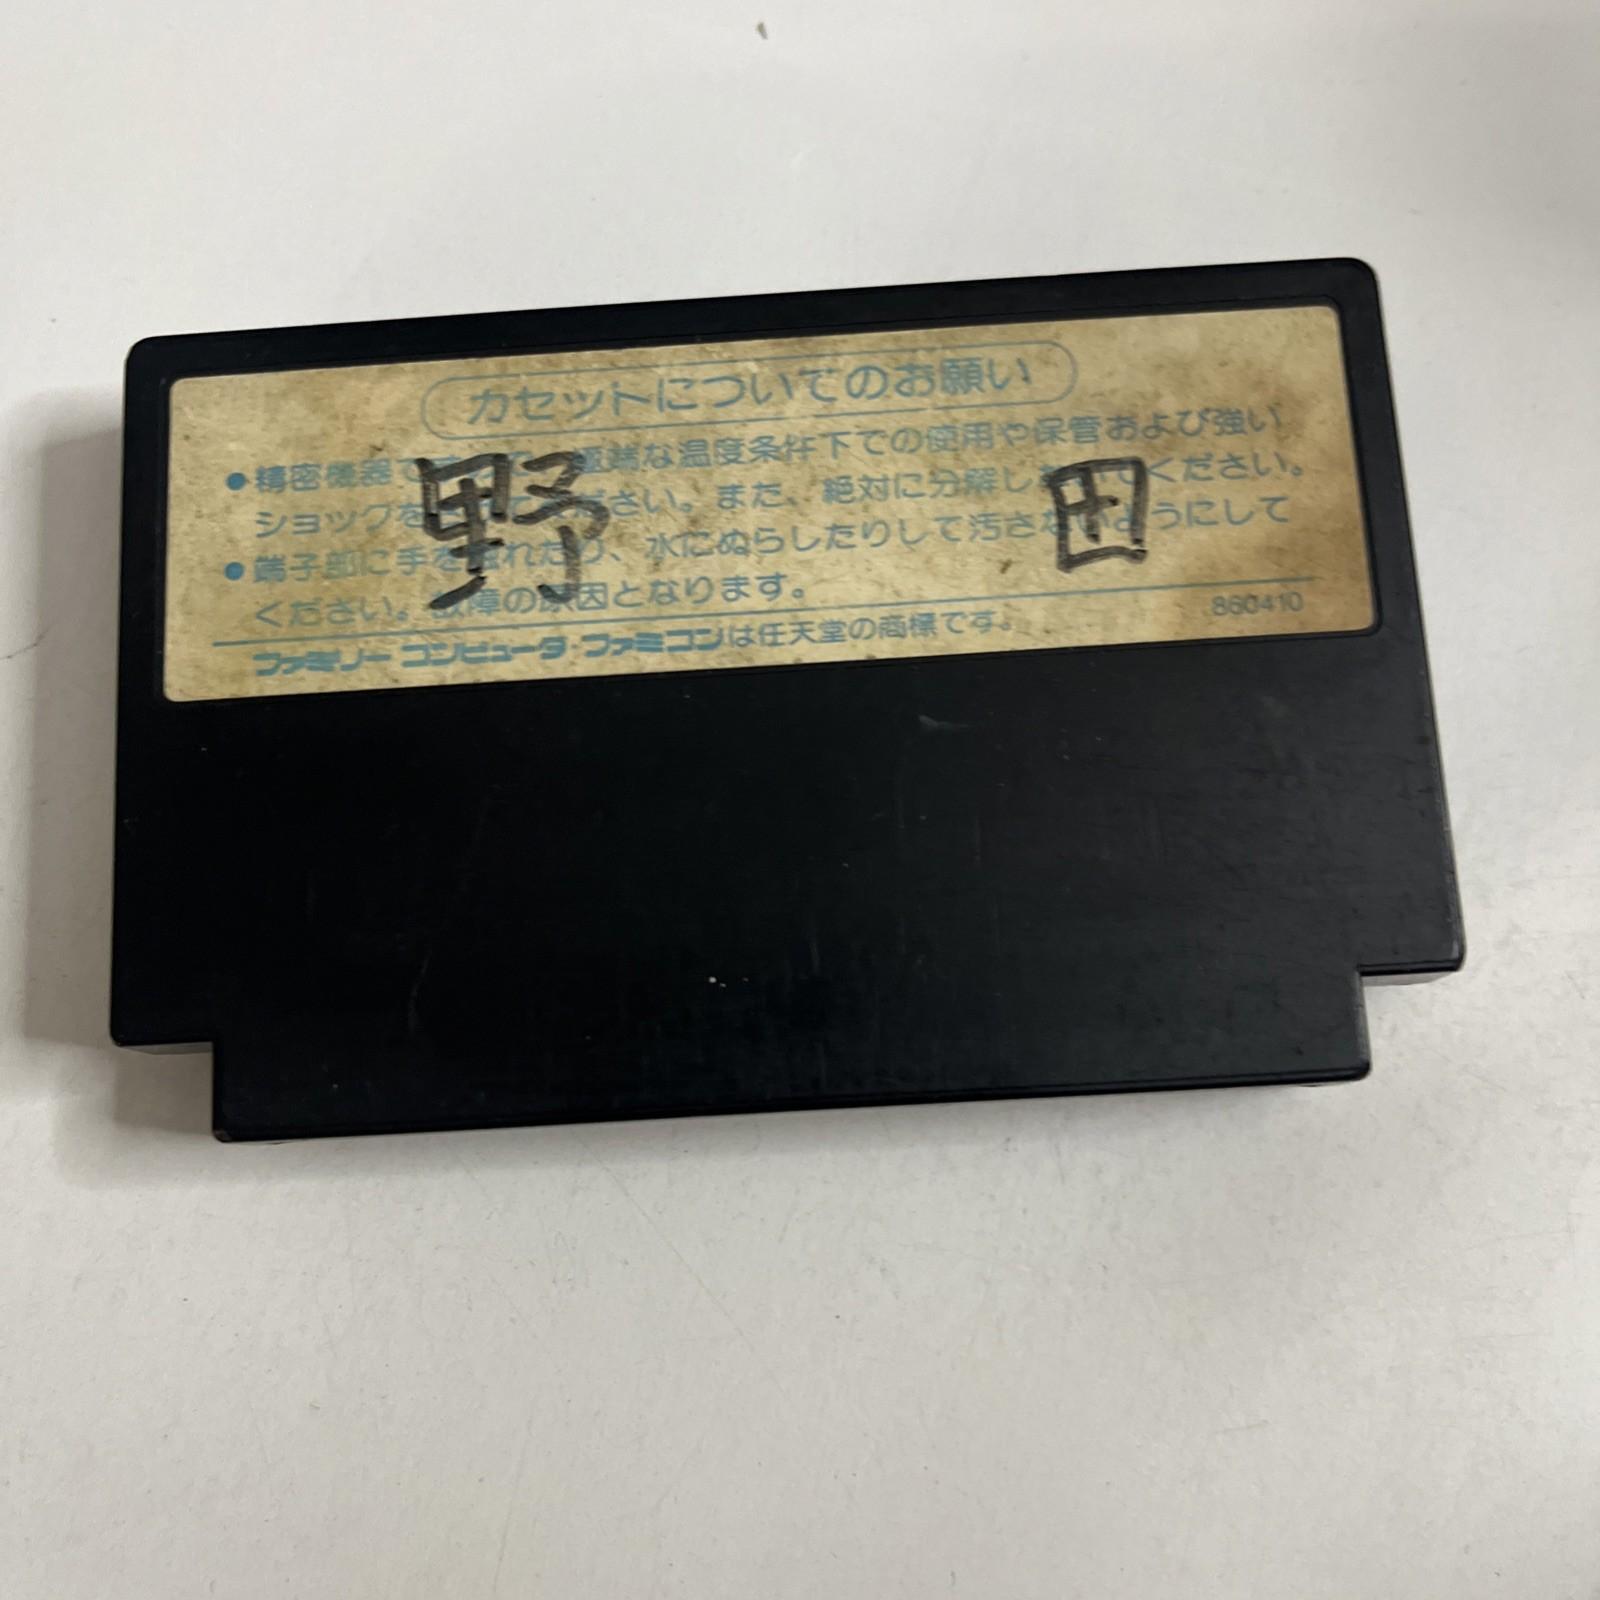 カセットについてのお願い
●精密機器です 極端な温度条件下での使用や保管および強い
ショックを ださい。また、絶対に分解し でください。
●端子部に手を触れたり、水にぬらしたりして汚さないようにして
ください。故障の原因となります。
野 田
860410
ファミリーコンピュータ・ファミコンは任天堂の商標です。